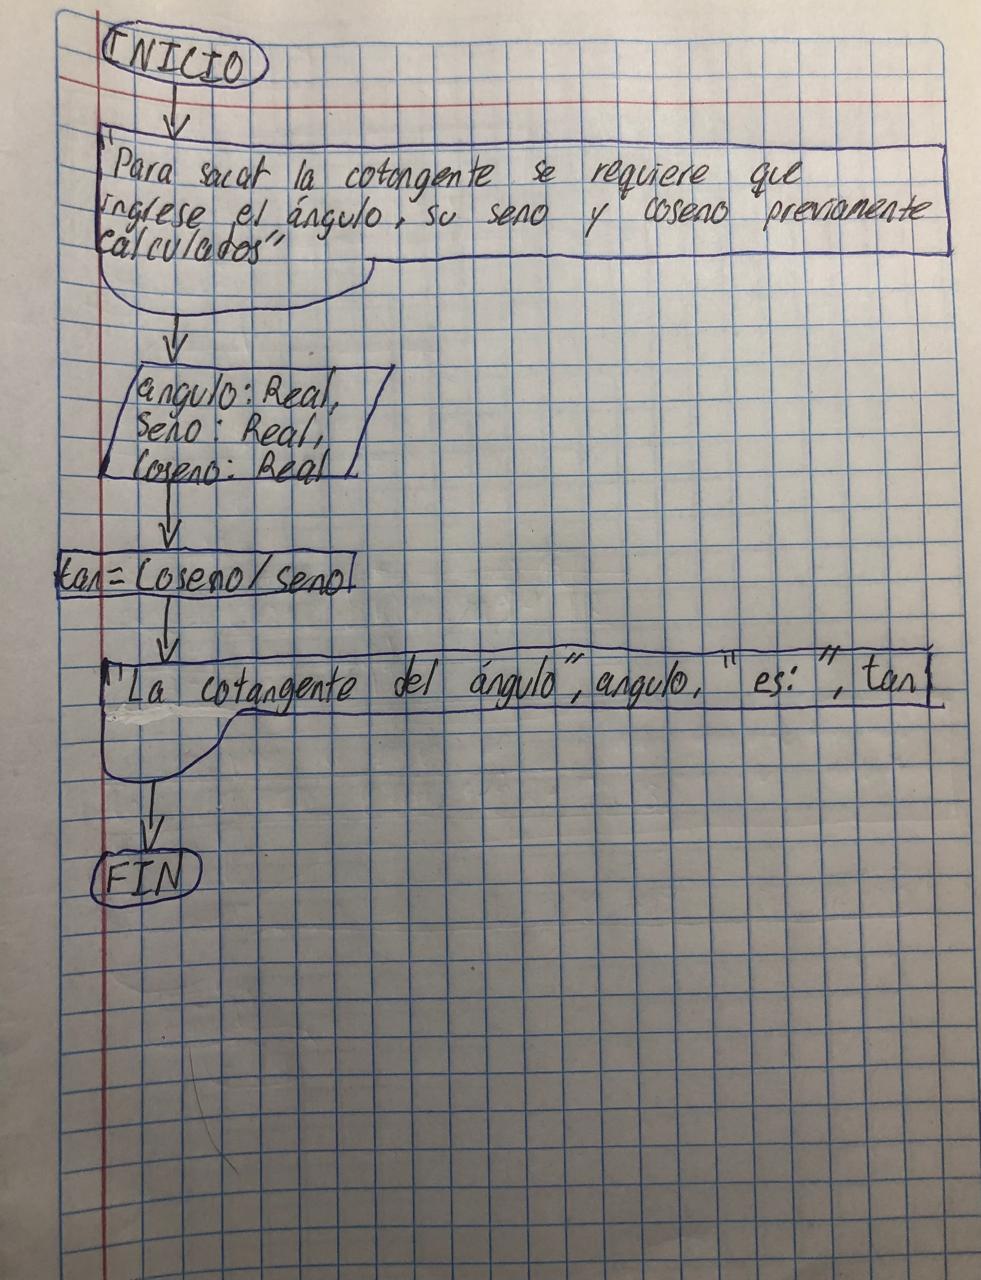 INICIO
"Para sacar la cotangente se requiere que
ingrese el ángulo, su seno y coseno previamente
calculados"
angulo: Real,
seno: Real,
Coseno: Real
tan = Coseno/seno
"La cotangente del ángulo", angulo, " es: ", tan
FIN